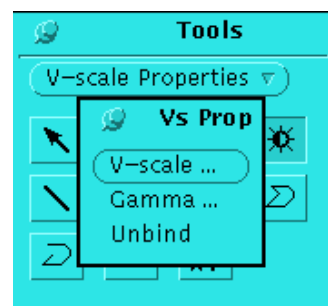 Tools
V-scale Properties
Vs Prop
V-scale ...
Gamma ...
Unbind